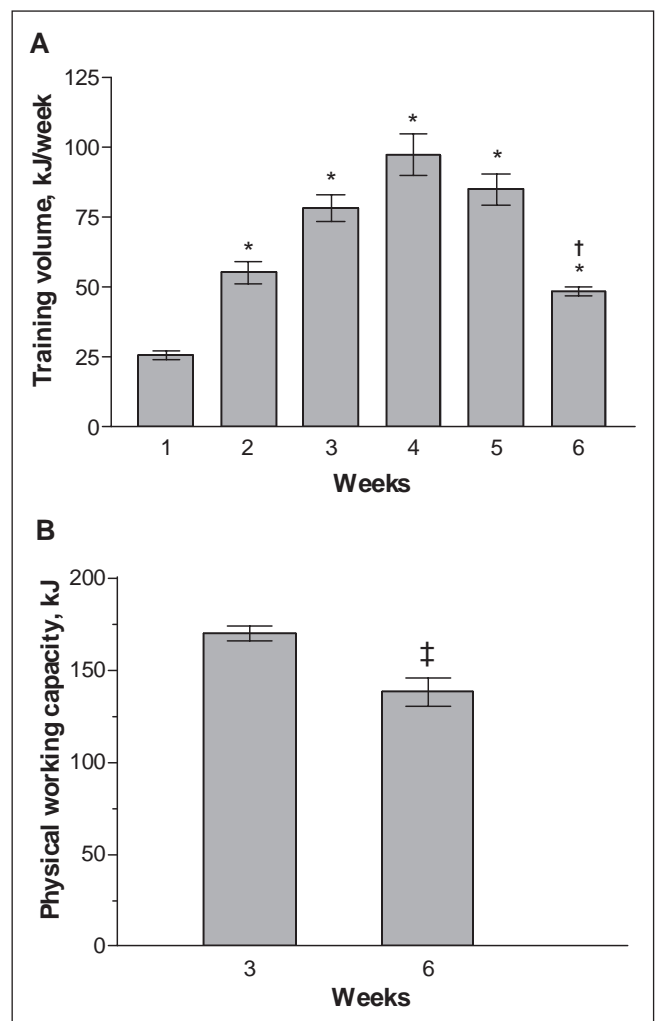 A
Training volume, kJ/week
125
100
75
50
25
0
*
*
*
*
†
*
1 2 3 4 5 6
Weeks
B
Physical working capacity, kJ
200
150
100
50
0
‡
3 6
Weeks